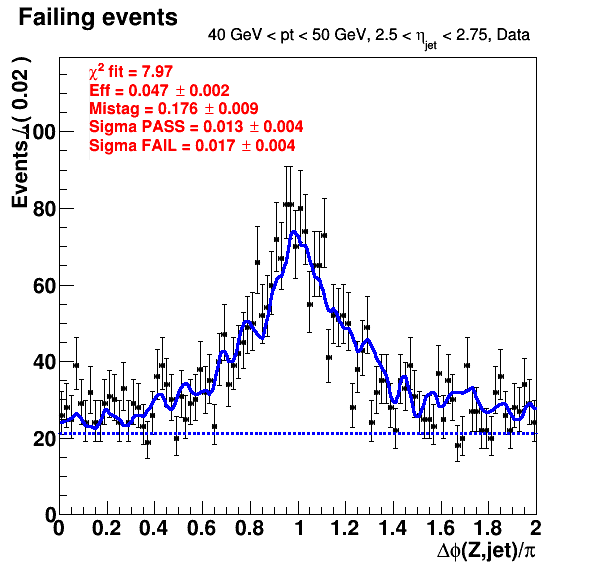 Failing events
40 GeV < pt < 50 GeV, 2.5 < η_jet < 2.75, Data
χ² fit = 7.97
Eff = 0.047 ± 0.002
Mistag = 0.176 ± 0.009
Sigma PASS = 0.013 ± 0.004
Sigma FAIL = 0.017 ± 0.004
Events / ( 0.02 )
100
80
60
40
20
0
0 0.2 0.4 0.6 0.8 1 1.2 1.4 1.6 1.8 2
Δϕ(Z,jet)/π